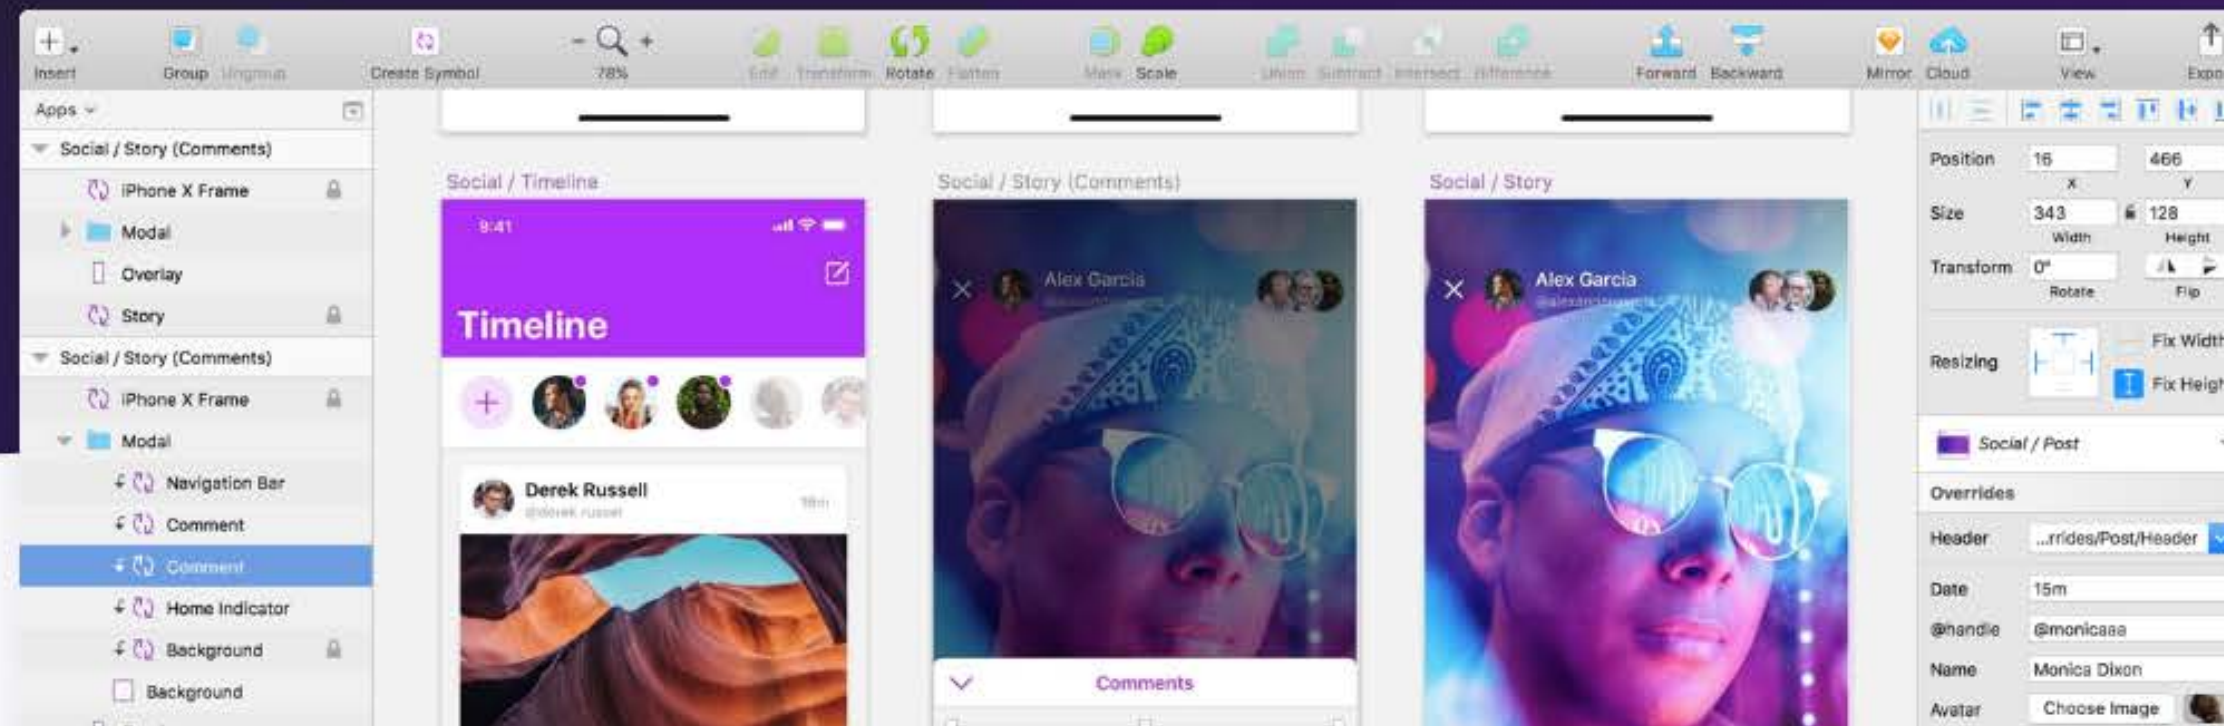 Insert Group Ungroup Create Symbol 78% Edit Transform Rotate Flatten Mask Scale Union Subtract Intersect Difference Forward Backward Mirror Cloud View
Apps
Social / Story (Comments)
iPhone X Frame
Modal
Overlay
Story
Social / Story (Comments)
iPhone X Frame
Modal
Navigation Bar
Comment
Comment
Home Indicator
Background
Background
Social / Timeline
9:41
Timeline
Derek Russell
Social / Story (Comments)
Alex Garcia
Comments
Social / Story
Alex Garcia
Position 16 466
X Y
Size 343 128
Width Height
Transform 0°
Rotate Flip
Fix Width
Resizing
Fix Heigh
Social / Post
Overrides
Header ...rrides/Post/Header
Date 15m
@handle @monicaaa
Name Monica Dixon
Avatar Choose Image